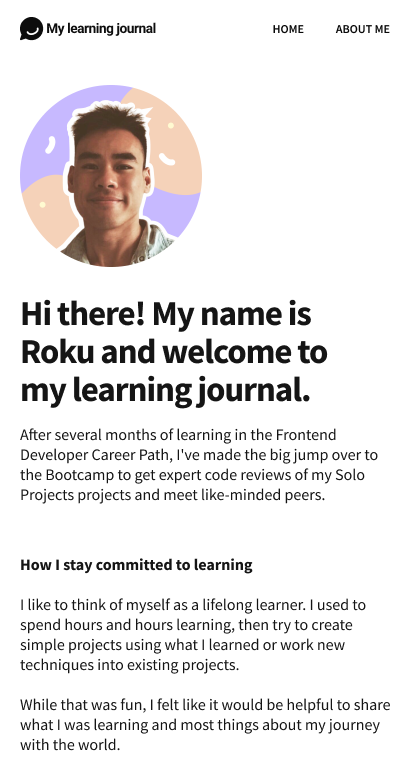 My learning journal
HOME
ABOUT ME
Hi there! My name is
Roku and welcome to
my learning journal.
After several months of learning in the Frontend
Developer Career Path, I've made the big jump over to
the Bootcamp to get expert code reviews of my Solo
Projects projects and meet like-minded peers.
How I stay committed to learning
I like to think of myself as a lifelong learner. I used to
spend hours and hours learning, then try to create
simple projects using what I learned or work new
techniques into existing projects.
While that was fun, I felt like it would be helpful to share
what I was learning and most things about my journey
with the world.